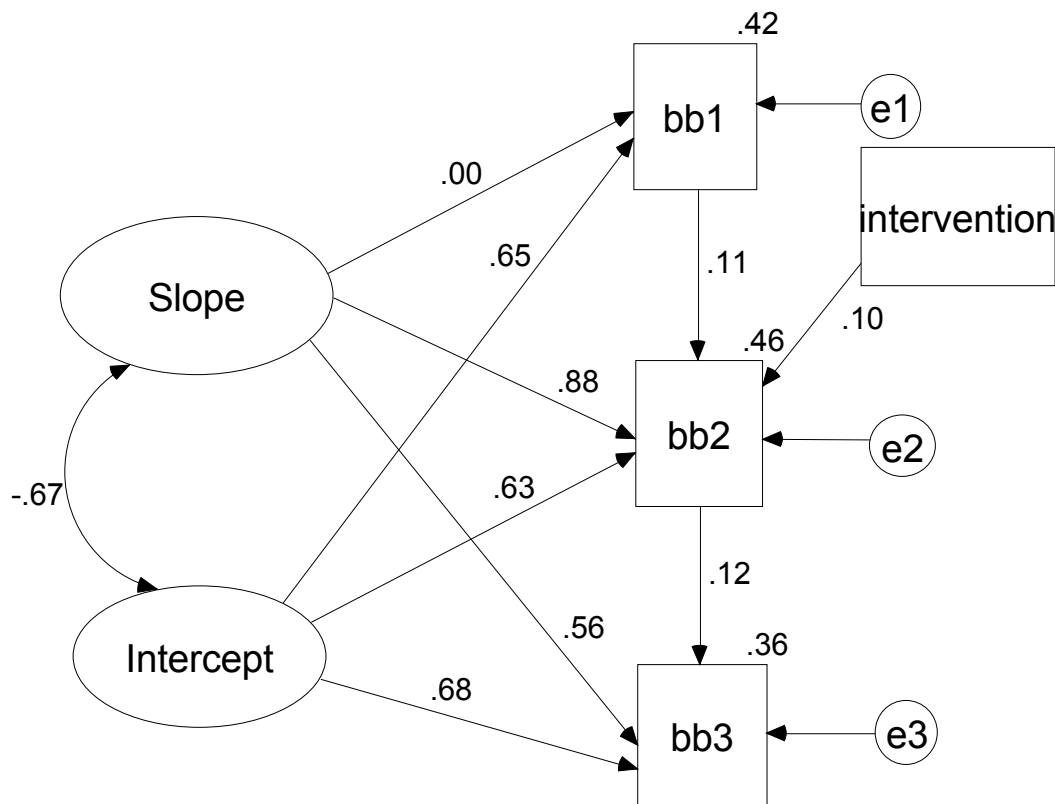 .42
bb1
e1
.00
intervention
.65
.11
Slope
.10
.46
.88
bb2
e2
-.67
.63
.12
.56
.36
Intercept
.68
bb3
e3